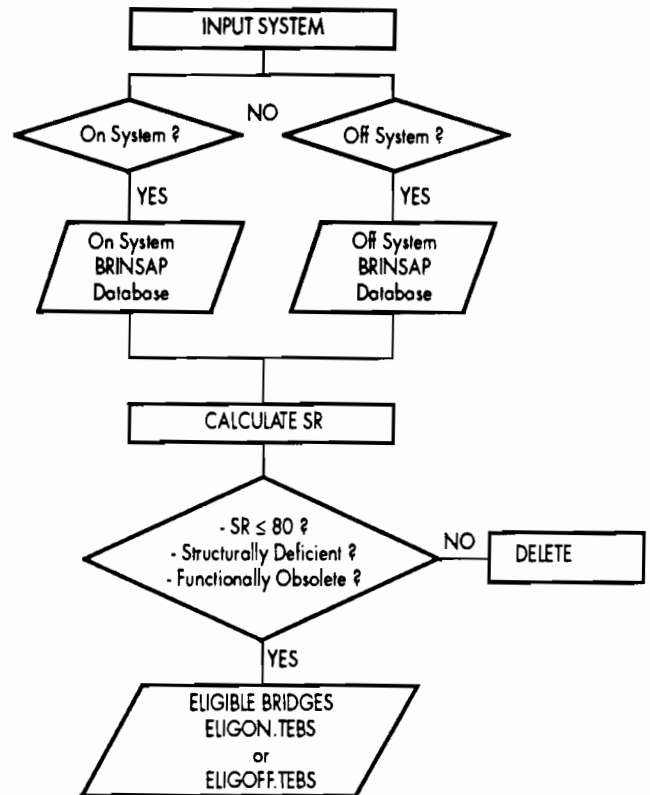 INPUT SYSTEM
On System ?
NO
Off System ?
YES
YES
On System
BRINSAP
Database
Off System
BRINSAP
Database
CALCULATE SR
- SR ≤ 80 ?
- Structurally Deficient ?
- Functionally Obsolete ?
NO
DELETE
YES
ELIGIBLE BRIDGES
ELIGON.TEBS
or
ELIGOFF.TEBS